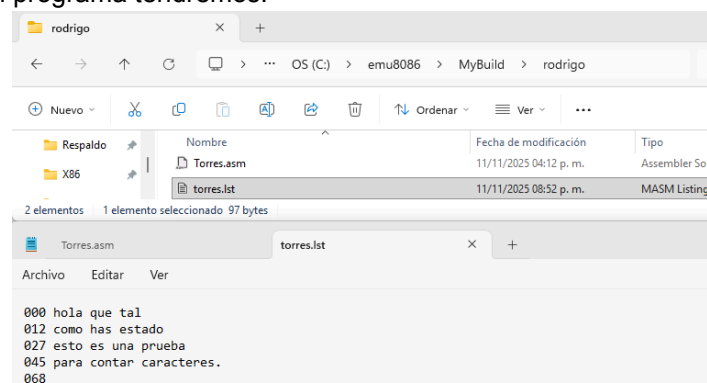 programa tendremos:
rodrigo
OS (C:) > emu8086 > MyBuild > rodrigo
Nuevo Ordenar Ver ...
Respaldo
X86
Nombre Fecha de modificación Tipo
Torres.asm 11/11/2025 04:12 p. m. Assembler So
torres.lst 11/11/2025 08:52 p. m. MASM Listing
2 elementos 1 elemento seleccionado 97 bytes
Torres.asm torres.lst
Archivo Editar Ver
000 hola que tal
012 como has estado
027 esto es una prueba
045 para contar caracteres.
068